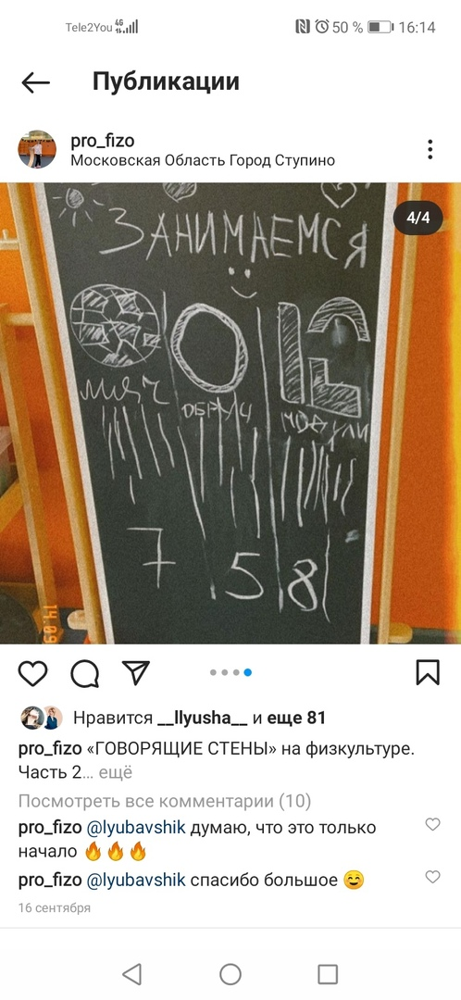 Tele2You 4G 50 % 16:14
Публикации
pro_fizo
Московская Область Город Ступино
4/4
ЗАНИМАЕМСЯ
мяч
ОБРУЧ
модули
7 5 8
14.09
Нравится __llyusha__ и еще 81
pro_fizo «ГОВОРЯЩИЕ СТЕНЫ» на физкультуре.
Часть 2... ещё
Посмотреть все комментарии (10)
pro_fizo @lyubavshik думаю, что это только
начало 🔥🔥🔥
pro_fizo @lyubavshik спасибо большое 😊
16 сентября